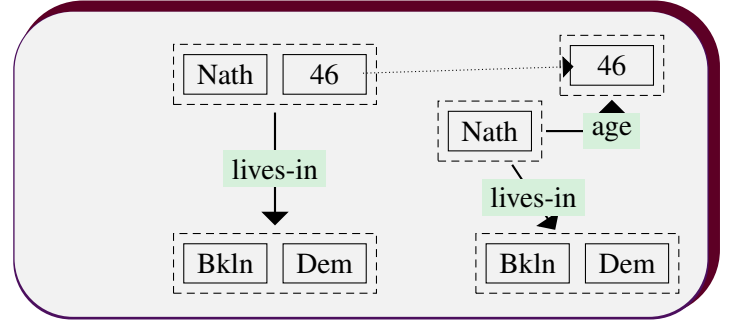 Nath 46
lives-in
Bkln Dem
46
Nath
age
lives-in
Bkln Dem